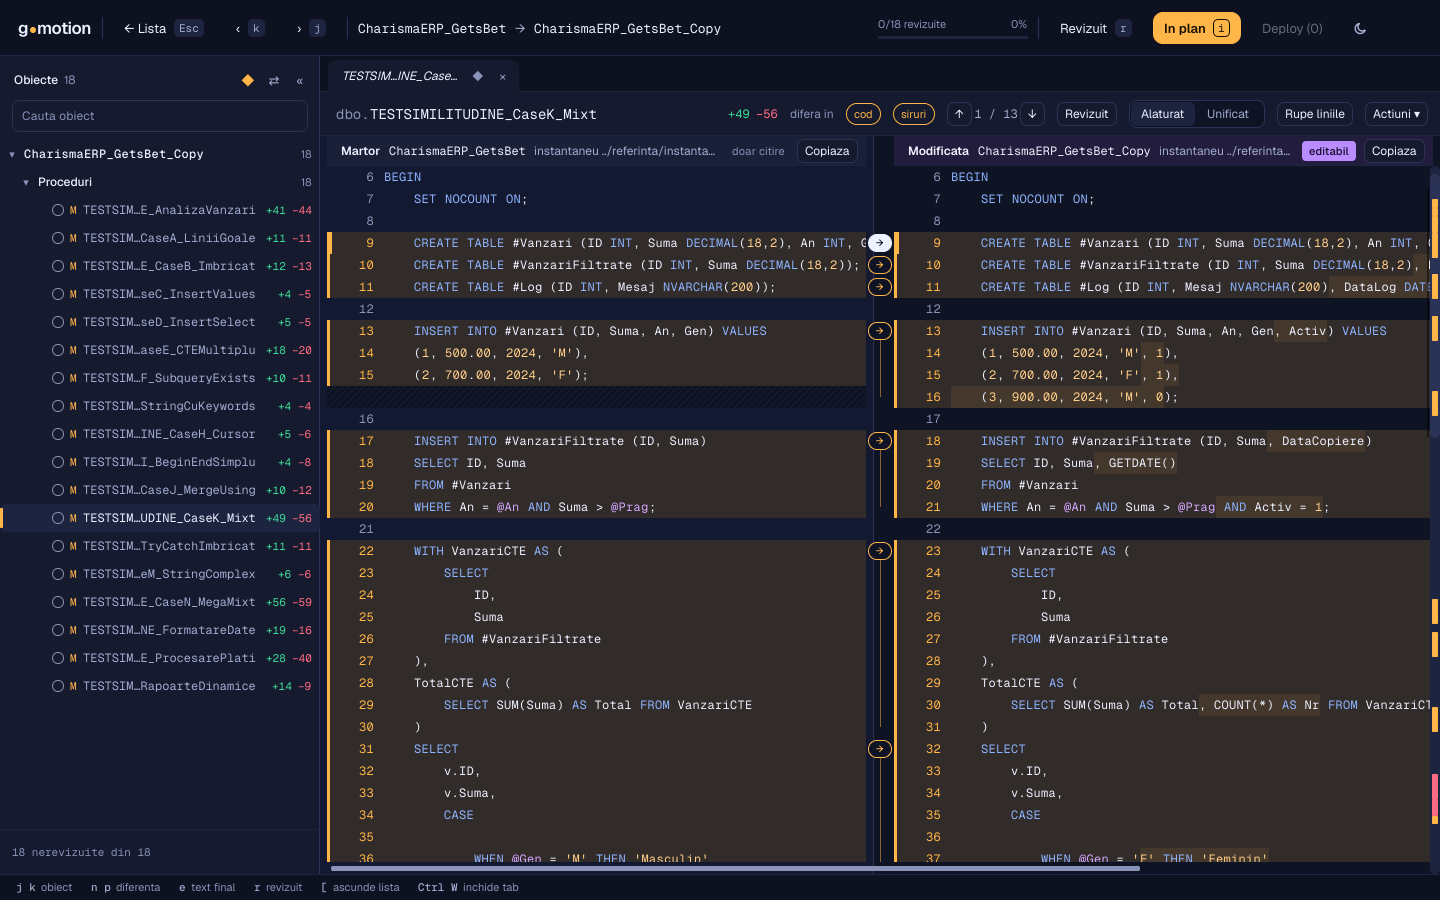 g●motion
← Lista Esc
‹ k
› j
CharismaERP_GetsBet → CharismaERP_GetsBet_Copy
0/18 revizuite 0%
Revizuit r
In plan i
Deploy (0)
Obiecte 18
Cauta obiect
CharismaERP_GetsBet_Copy 18
Proceduri 18
M TESTSIM…E_AnalizaVanzari +41 −44
M TESTSIM…CaseA_LiniiGoale +11 −11
M TESTSIM…E_CaseB_Imbricat +12 −13
M TESTSIM…seC_InsertValues +4 −5
M TESTSIM…seD_InsertSelect +5 −5
M TESTSIM…aseE_CTEMultiplu +18 −20
M TESTSIM…F_SubqueryExists +10 −11
M TESTSIM…StringCuKeywords +4 −4
M TESTSIM…INE_CaseH_Cursor +5 −6
M TESTSIM…I_BeginEndSimplu +4 −8
M TESTSIM…CaseJ_MergeUsing +10 −12
M TESTSIM…UDINE_CaseK_Mixt +49 −56
M TESTSIM…TryCatchImbricat +11 −11
M TESTSIM…eM_StringComplex +6 −6
M TESTSIM…E_CaseN_MegaMixt +56 −59
M TESTSIM…NE_FormatareDate +19 −16
M TESTSIM…E_ProcesarePlati +28 −40
M TESTSIM…RapoarteDinamice +14 −9
18 nerevizuite din 18
TESTSIM…INE_Case… ◆ ×
dbo.TESTSIMILITUDINE_CaseK_Mixt
+49 −56 difera in cod siruri ↑ 1 / 13 ↓ Revizuit Alaturat Unificat Rupe liniile Actiuni ▾
Martor CharismaERP_GetsBet instantaneu ../referinta/instanta… doar citire Copiaza
6 BEGIN
7 SET NOCOUNT ON;
8
9 CREATE TABLE #Vanzari (ID INT, Suma DECIMAL(18,2), An INT, G
10 CREATE TABLE #VanzariFiltrate (ID INT, Suma DECIMAL(18,2));
11 CREATE TABLE #Log (ID INT, Mesaj NVARCHAR(200));
12
13 INSERT INTO #Vanzari (ID, Suma, An, Gen) VALUES
14 (1, 500.00, 2024, 'M'),
15 (2, 700.00, 2024, 'F');
16
17 INSERT INTO #VanzariFiltrate (ID, Suma)
18 SELECT ID, Suma
19 FROM #Vanzari
20 WHERE An = @An AND Suma > @Prag;
21
22 WITH VanzariCTE AS (
23 SELECT
24 ID,
25 Suma
26 FROM #VanzariFiltrate
27 ),
28 TotalCTE AS (
29 SELECT SUM(Suma) AS Total FROM VanzariCTE
30 )
31 SELECT
32 v.ID,
33 v.Suma,
34 CASE
35
36 WHEN @Gen = 'M' THEN 'Masculin'
Modificata CharismaERP_GetsBet_Copy instantaneu ../referinta… editabil Copiaza
6 BEGIN
7 SET NOCOUNT ON;
8
9 CREATE TABLE #Vanzari (ID INT, Suma DECIMAL(18,2), An INT,
10 CREATE TABLE #VanzariFiltrate (ID INT, Suma DECIMAL(18,2),
11 CREATE TABLE #Log (ID INT, Mesaj NVARCHAR(200), DataLog DATE
12
13 INSERT INTO #Vanzari (ID, Suma, An, Gen, Activ) VALUES
14 (1, 500.00, 2024, 'M', 1),
15 (2, 700.00, 2024, 'F', 1),
16 (3, 900.00, 2024, 'M', 0);
17
18 INSERT INTO #VanzariFiltrate (ID, Suma, DataCopiere)
19 SELECT ID, Suma, GETDATE()
20 FROM #Vanzari
21 WHERE An = @An AND Suma > @Prag AND Activ = 1;
22
23 WITH VanzariCTE AS (
24 SELECT
25 ID,
26 Suma
27 FROM #VanzariFiltrate
28 ),
29 TotalCTE AS (
30 SELECT SUM(Suma) AS Total, COUNT(*) AS Nr FROM VanzariCT
31 )
32 SELECT
33 v.ID,
34 v.Suma,
35 CASE
36
37 WHEN @Gen = 'F' THEN 'Feminin'
j k obiect n p diferenta e text final r revizuit [ ascunde lista Ctrl W inchide tab